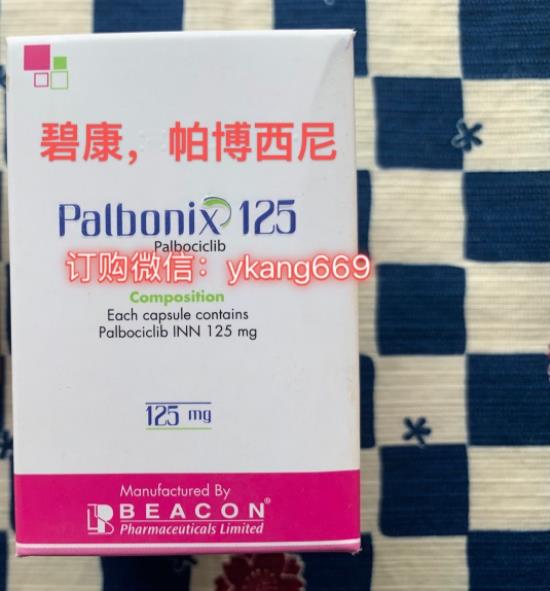 碧康，帕博西尼
Palbonix 125
Palbociclib
订购微信：ykang669
Composition
Each capsule contains
Palbociclib INN 125 mg
125 mg
Manufactured By
BEACON®
Pharmaceuticals Limited